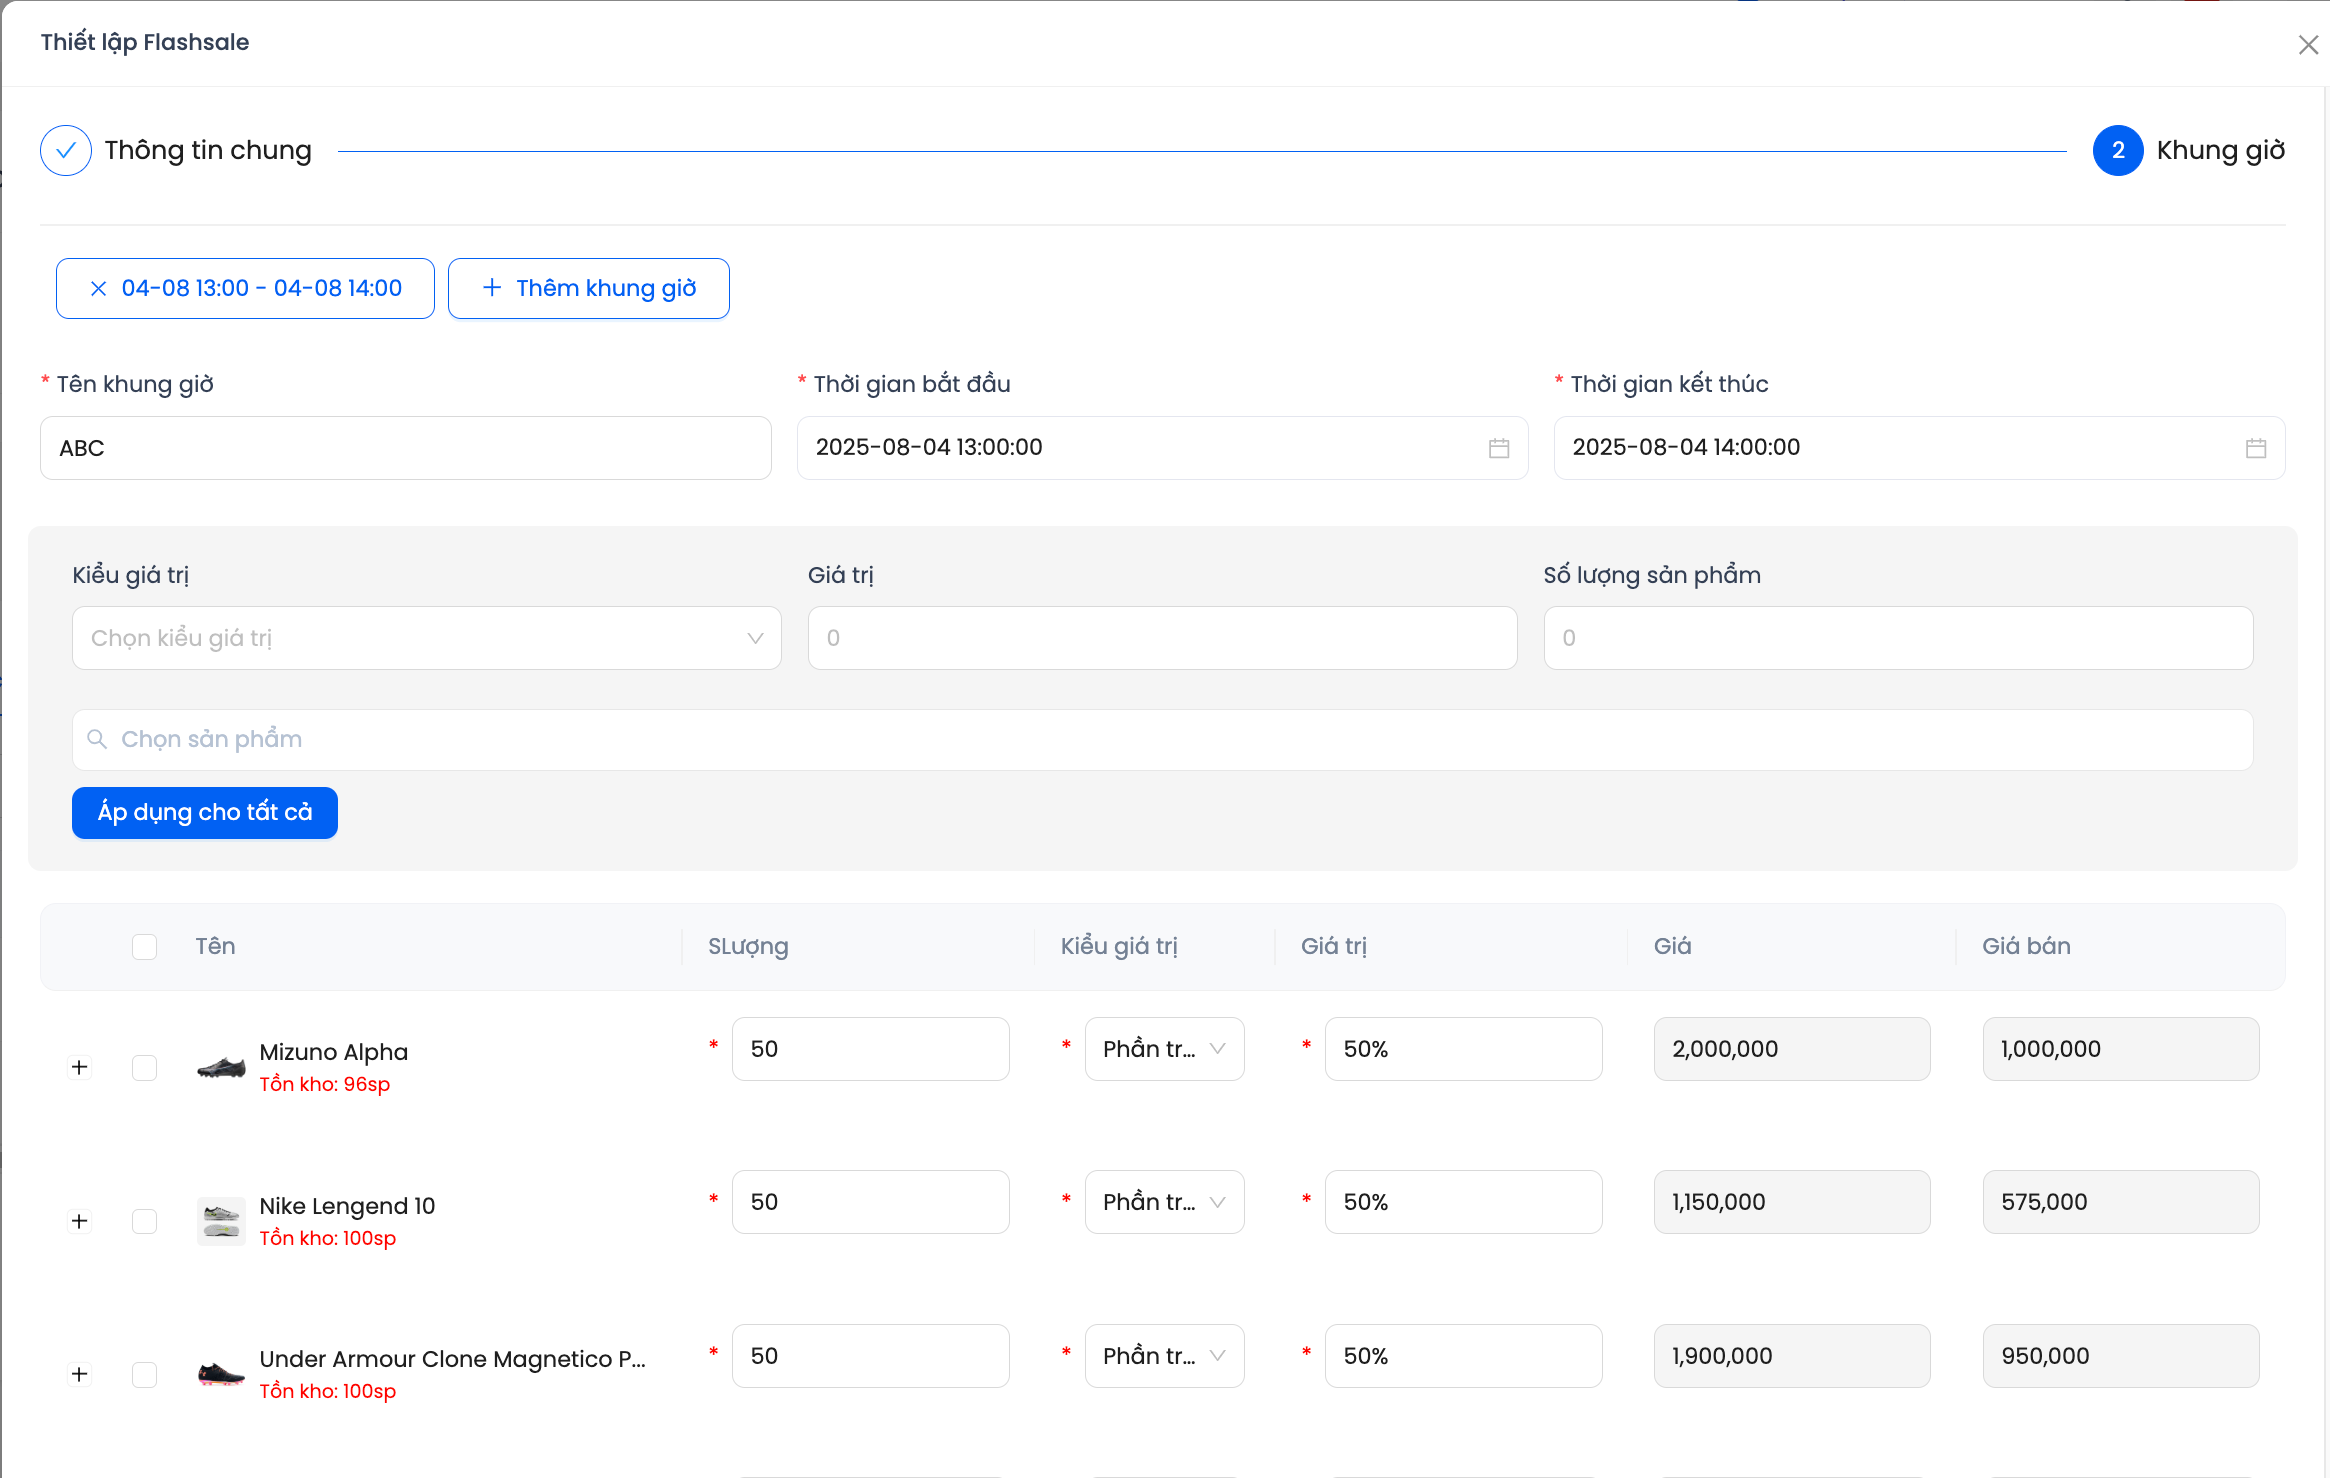 Thiết lập Flashsale
Thông tin chung
2 Khung giờ
04-08 13:00 - 04-08 14:00
Thêm khung giờ
* Tên khung giờ * Thời gian bắt đầu * Thời gian kết thúc
ABC 2025-08-04 13:00:00 2025-08-04 14:00:00
Kiểu giá trị Giá trị Số lượng sản phẩm
Chọn kiểu giá trị 0 0
Chọn sản phẩm
Áp dụng cho tất cả
Tên SLượng Kiểu giá trị Giá trị Giá Giá bán
Mizuno Alpha * 50 * Phần tr... * 50% 2,000,000 1,000,000
Tồn kho: 96sp
Nike Lengend 10 * 50 * Phần tr... * 50% 1,150,000 575,000
Tồn kho: 100sp
Under Armour Clone Magnetico P... * 50 * Phần tr... * 50% 1,900,000 950,000
Tồn kho: 100sp